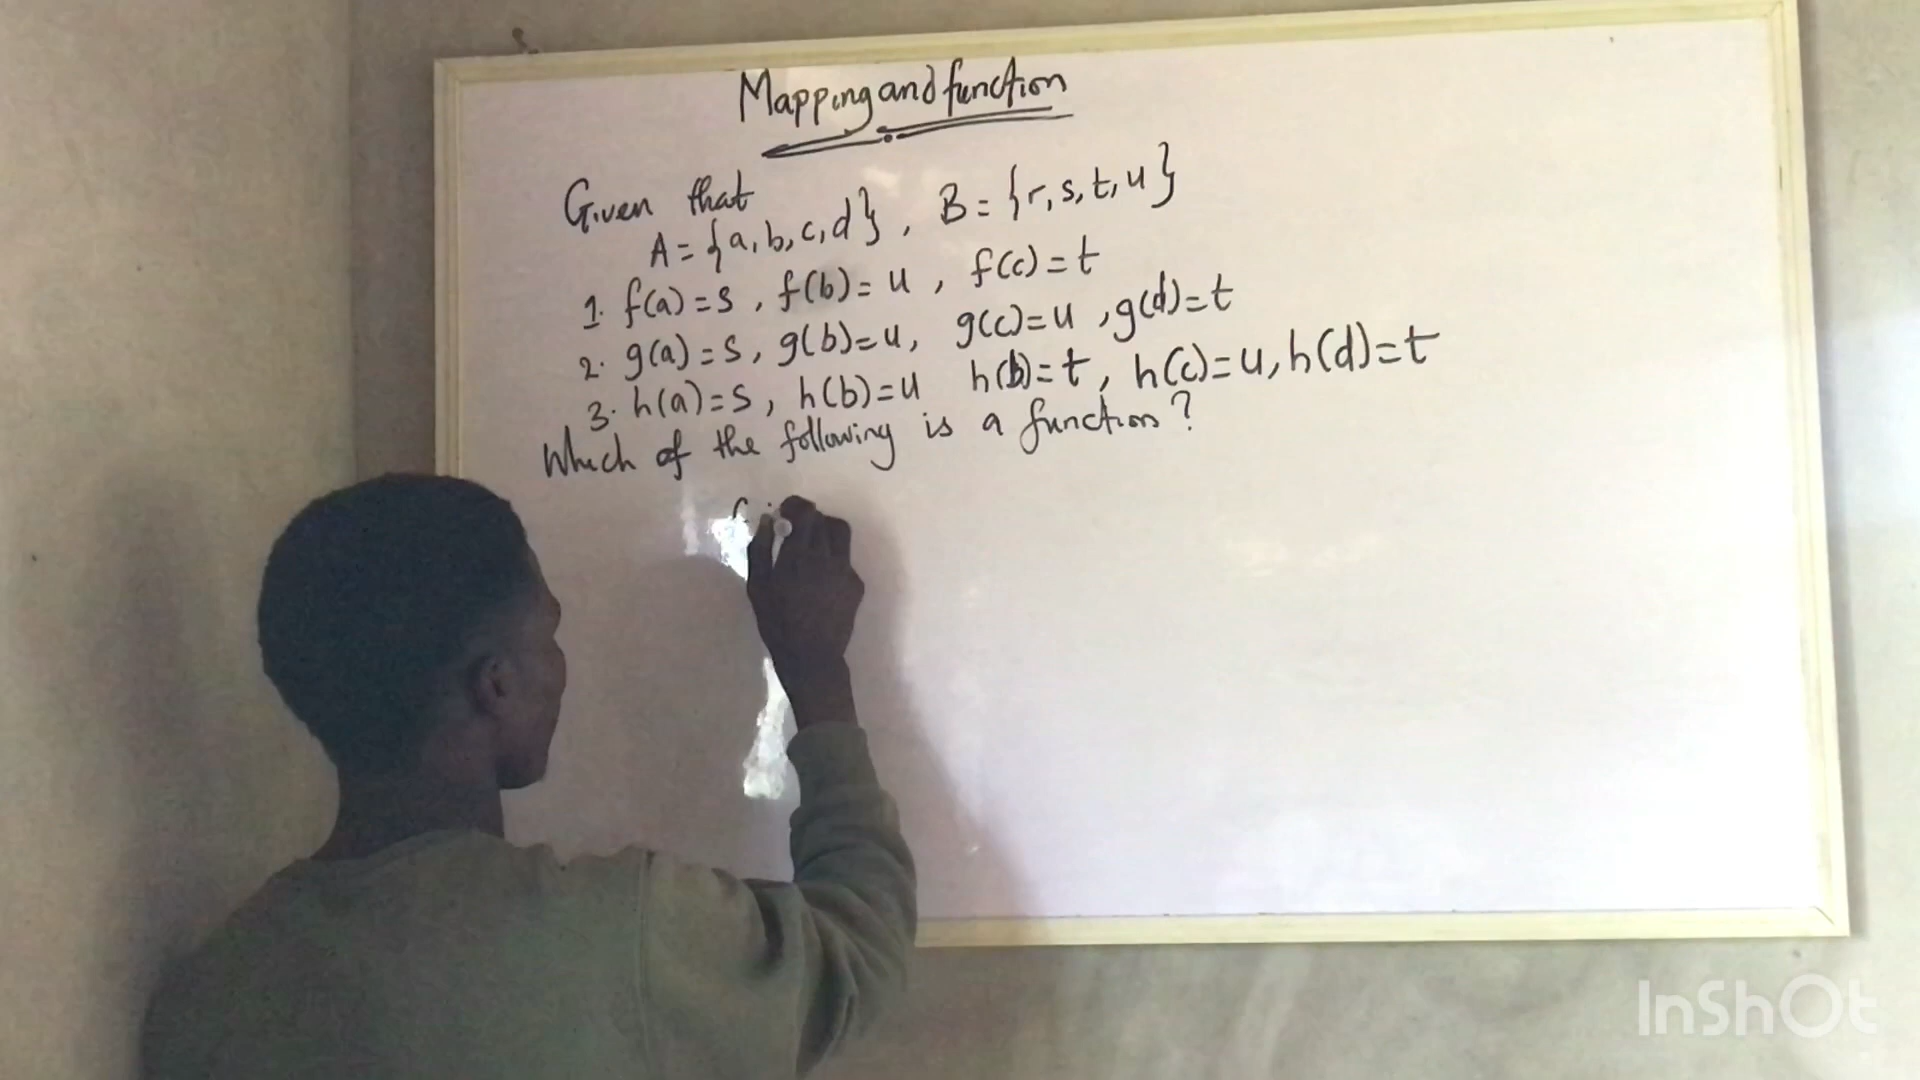 Mapping and function
Given that
A = {a, b, c, d}, B = {r, s, t, u}
1. f(a) = s, f(b) = u, f(c) = t
2. g(a) = s, g(b) = u, g(c) = u, g(d) = t
3. h(a) = s, h(b) = u h(b) = t, h(c) = u, h(d) = t
Which of the following is a function?
InShOt